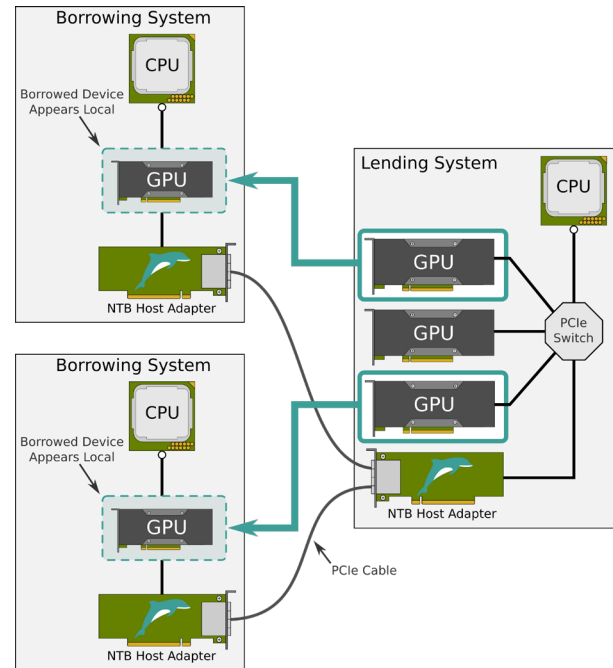 Borrowing System
CPU
Borrowed Device
Appears Local
GPU
NTB Host Adapter
Borrowing System
CPU
Borrowed Device
Appears Local
GPU
NTB Host Adapter
Lending System
CPU
GPU
GPU
GPU
PCIe
Switch
NTB Host Adapter
PCIe Cable